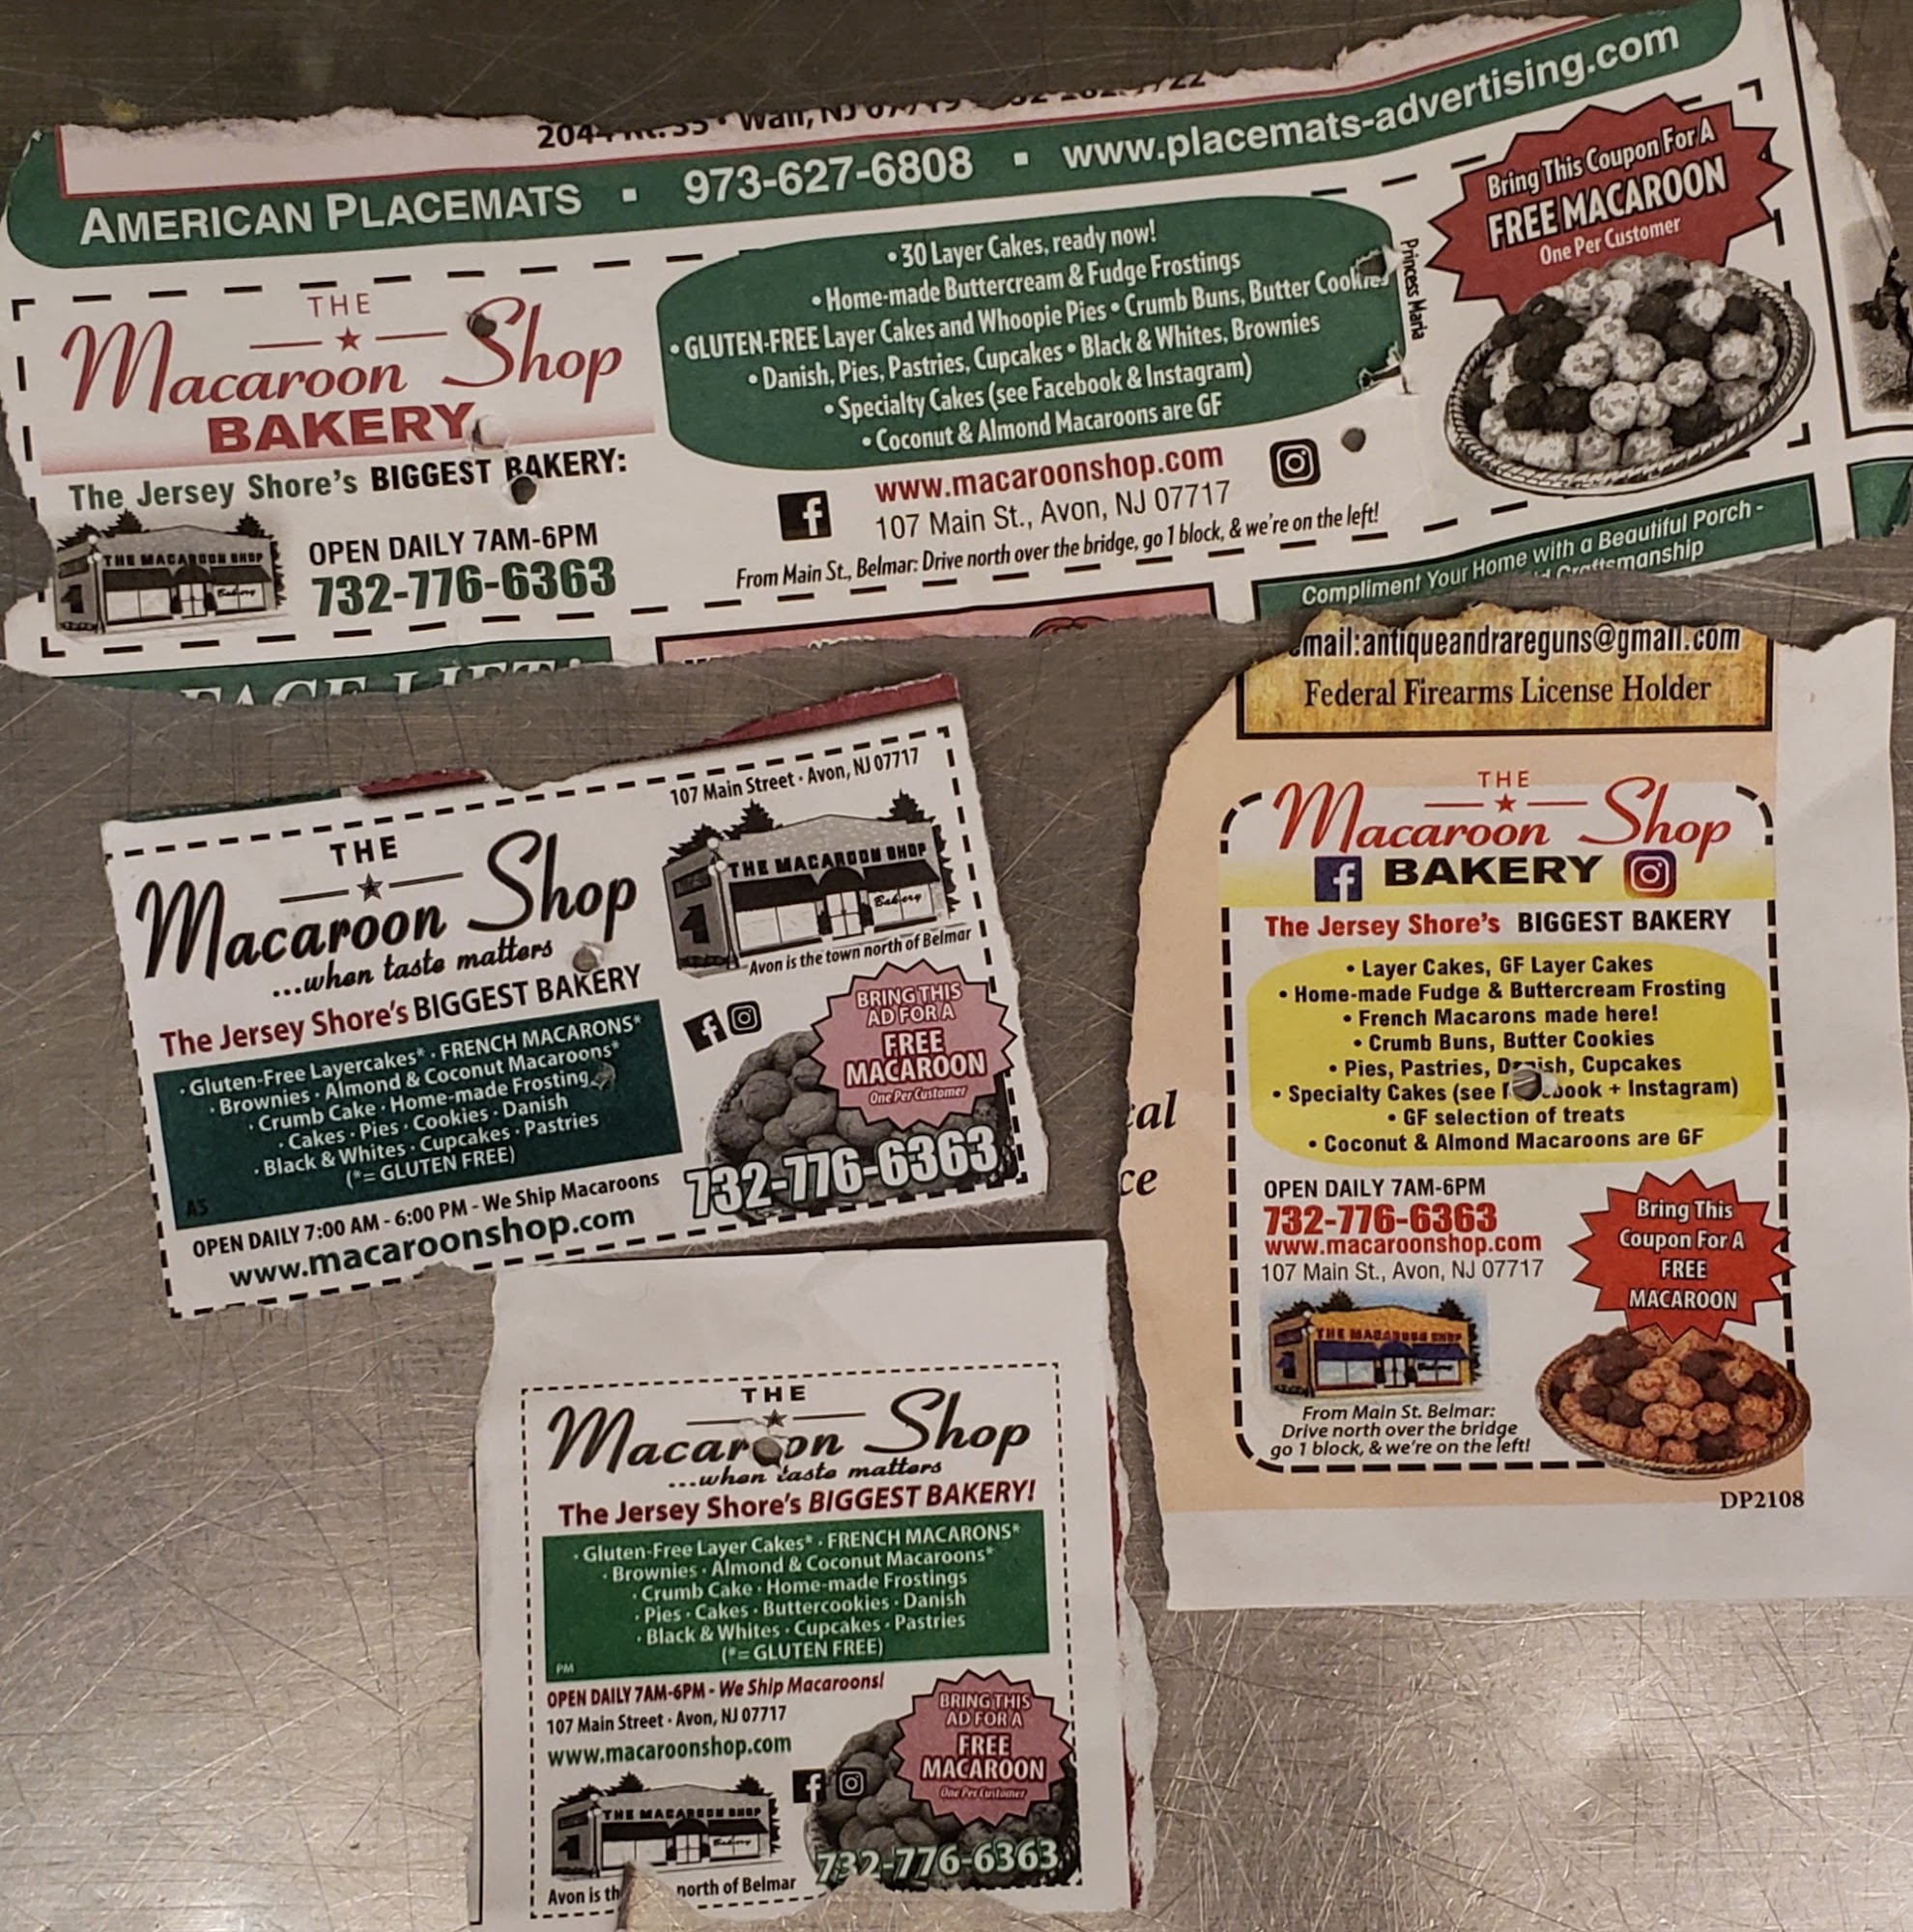 AMERICAN PLACEMATS ▪ 973-627-6808 ▪ www.placemats-advertising.com
THE
Macaroon Shop
BAKERY
The Jersey Shore's BIGGEST BAKERY:
THE MACAROON SHOP
Bakery
OPEN DAILY 7AM-6PM
732-776-6363
• 30 Layer Cakes, ready now!
• Home-made Buttercream & Fudge Frostings
• GLUTEN-FREE Layer Cakes and Whoopie Pies • Crumb Buns, Butter Cookies
• Danish, Pies, Pastries, Cupcakes • Black & Whites, Brownies
• Specialty Cakes (see Facebook & Instagram)
• Coconut & Almond Macaroons are GF
www.macaroonshop.com
107 Main St., Avon, NJ 07717
From Main St., Belmar: Drive north over the bridge, go 1 block, & we're on the left!
Princess Maria
Bring This Coupon For A
FREE MACAROON
One Per Customer
Compliment Your Home with a Beautiful Porch -
Craftsmanship
FACE LIFT
THE
Macaroon Shop
...when taste matters
The Jersey Shore's BIGGEST BAKERY
· Gluten-Free Layercakes* · FRENCH MACARONS*
· Brownies · Almond & Coconut Macaroons*
· Crumb Cake · Home-made Frosting
· Cakes · Pies · Cookies · Danish
· Black & Whites · Cupcakes · Pastries
(*= GLUTEN FREE)
AS
OPEN DAILY 7:00 AM - 6:00 PM - We Ship Macaroons
www.macaroonshop.com
107 Main Street · Avon, NJ 07717
THE MACAROON SHOP
Bakery
Avon is the town north of Belmar
BRING THIS
AD FOR A
FREE
MACAROON
One Per Customer
732-776-6363
mail:antiqueandrareguns@gmail.com
Federal Firearms License Holder
cal
ce
THE
Macaroon Shop
BAKERY
The Jersey Shore's BIGGEST BAKERY
• Layer Cakes, GF Layer Cakes
• Home-made Fudge & Buttercream Frosting
• French Macarons made here!
• Crumb Buns, Butter Cookies
• Pies, Pastries, Danish, Cupcakes
• Specialty Cakes (see Facebook + Instagram)
• GF selection of treats
• Coconut & Almond Macaroons are GF
OPEN DAILY 7AM-6PM
732-776-6363
www.macaroonshop.com
107 Main St., Avon, NJ 07717
THE MACAROON SHOP
Bakery
From Main St. Belmar:
Drive north over the bridge
go 1 block, & we're on the left!
Bring This
Coupon For A
FREE
MACAROON
DP2108
THE
Macaroon Shop
...when taste matters
The Jersey Shore's BIGGEST BAKERY!
· Gluten-Free Layer Cakes* · FRENCH MACARONS*
· Brownies · Almond & Coconut Macaroons*
· Crumb Cake · Home-made Frostings
· Pies · Cakes · Buttercookies · Danish
· Black & Whites · Cupcakes · Pastries
(*= GLUTEN FREE)
PM
OPEN DAILY 7AM-6PM - We Ship Macaroons!
107 Main Street · Avon, NJ 07717
www.macaroonshop.com
THE MACAROON SHOP
Bakery
Avon is th north of Belmar
BRING THIS
AD FOR A
FREE
MACAROON
One Per Customer
732-776-6363